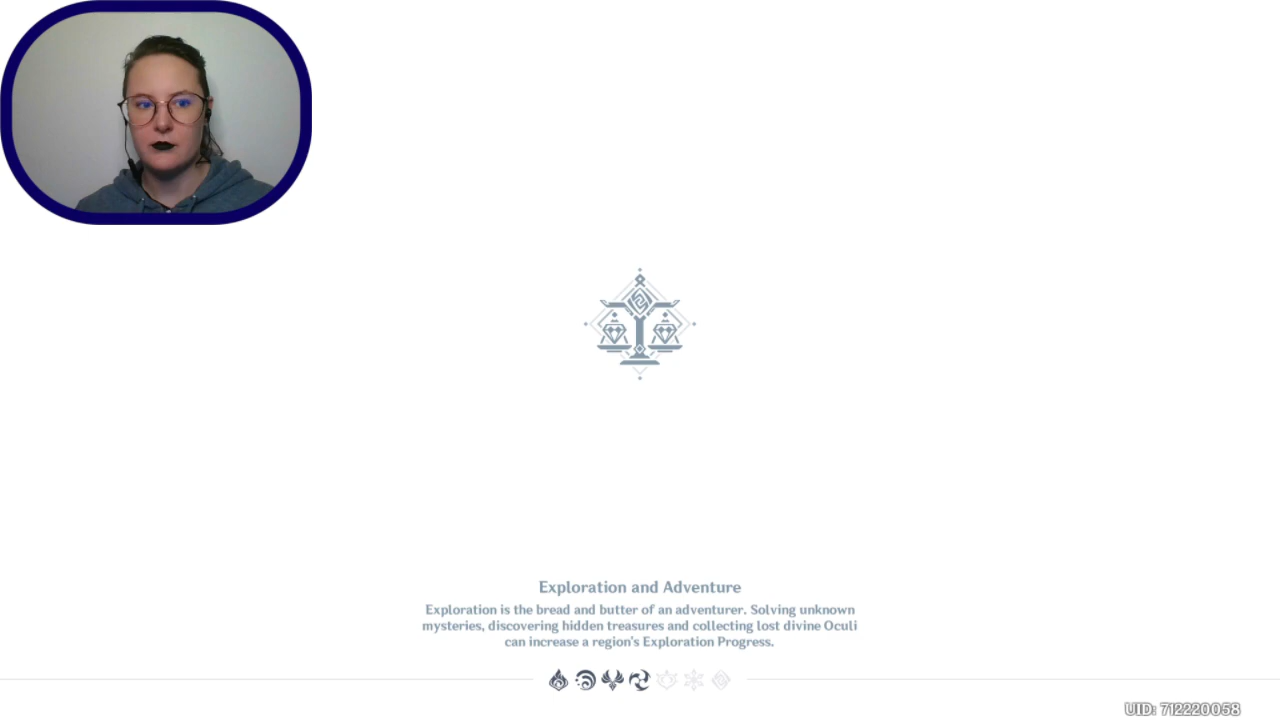 Exploration and Adventure
Exploration is the bread and butter of an adventurer. Solving unknown
mysteries, discovering hidden treasures and collecting lost divine Oculi
can increase a region's Exploration Progress.
UID: 712220058